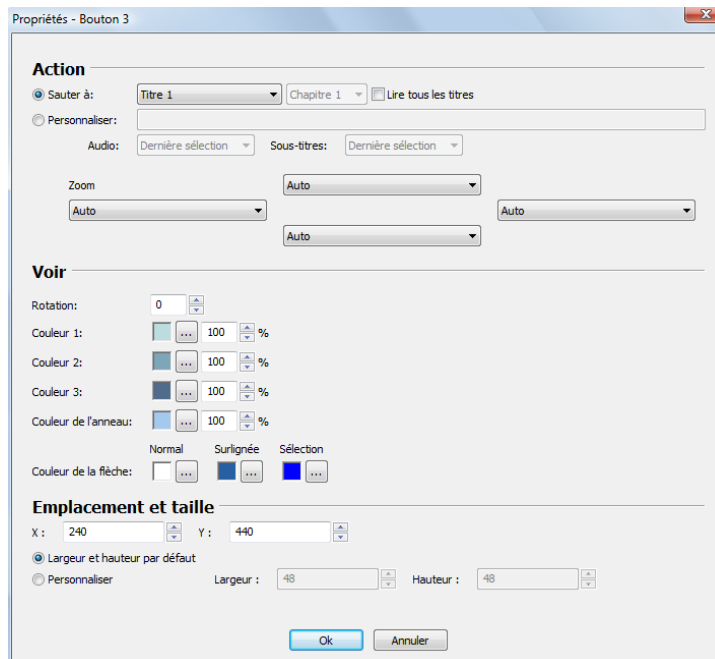 Propriétés - Bouton 3
Action
Sauter à: Titre 1 Chapitre 1 Lire tous les titres
Personnaliser:
Audio: Dernière sélection Sous-titres: Dernière sélection
Zoom Auto
Auto Auto
Auto
Voir
Rotation: 0
Couleur 1: ... 100 %
Couleur 2: ... 100 %
Couleur 3: ... 100 %
Couleur de l'anneau: ... 100 %
Normal Surlignée Sélection
Couleur de la flèche: ... ... ...
Emplacement et taille
X : 240 Y : 440
Largeur et hauteur par défaut
Personnaliser Largeur : 48 Hauteur : 48
Ok Annuler